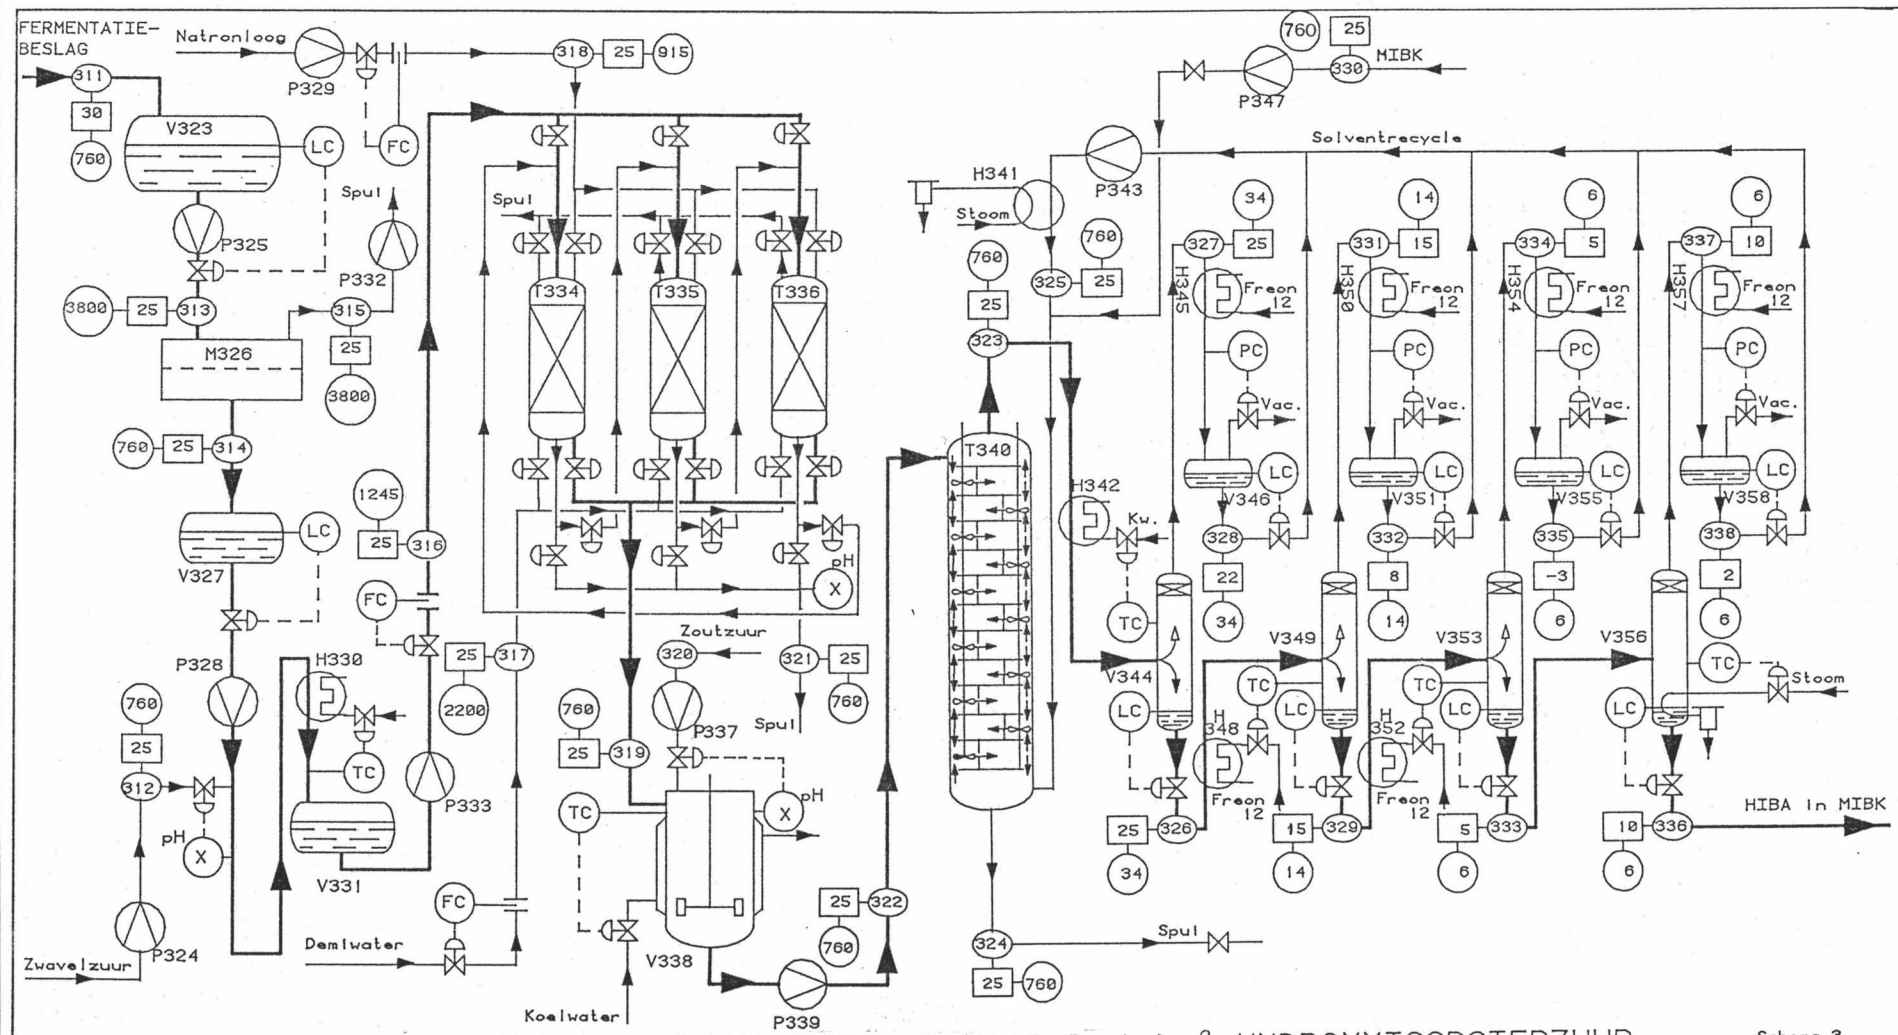 FERMENTATIE-
BESLAG
Natronloog
311
30
760
V323
LC
P329
FC
318
25
915
P325
Spul
P332
3800
25
313
315
25
3800
M326
760
25
314
V327
LC
1245
25
316
FC
P328
H330
TC
760
25
312
pH
X
V331
P333
P324
Zwavelzuur
Spul
T334
T335
T336
pH
X
25
317
2200
FC
Demiwater
Zoutzuur
320
P337
760
25
319
TC
pH
X
V338
Koelwater
P339
25
322
760
321
25
760
Spul
760
25
330
MIBK
P347
P343
Solventrecycle
H341
Stoom
760
25
323
325
760
25
T340
H342
Kw.
TC
324
25
760
Spul
34
327
25
H345
Freon
12
PC
Vac.
LC
V346
328
22
34
V344
LC
25
326
34
14
331
15
H350
Freon
12
PC
Vac.
LC
V351
332
8
14
V349
TC
LC
H
348
Freon
12
15
329
14
6
334
5
H354
Freon
12
PC
Vac.
LC
V355
335
-3
6
V353
TC
LC
H
352
Freon
12
5
333
6
6
337
10
H357
Freon
12
PC
Vac.
LC
V358
338
2
6
V356
TC
Stoom
LC
10
336
6
HIBA in MIBK